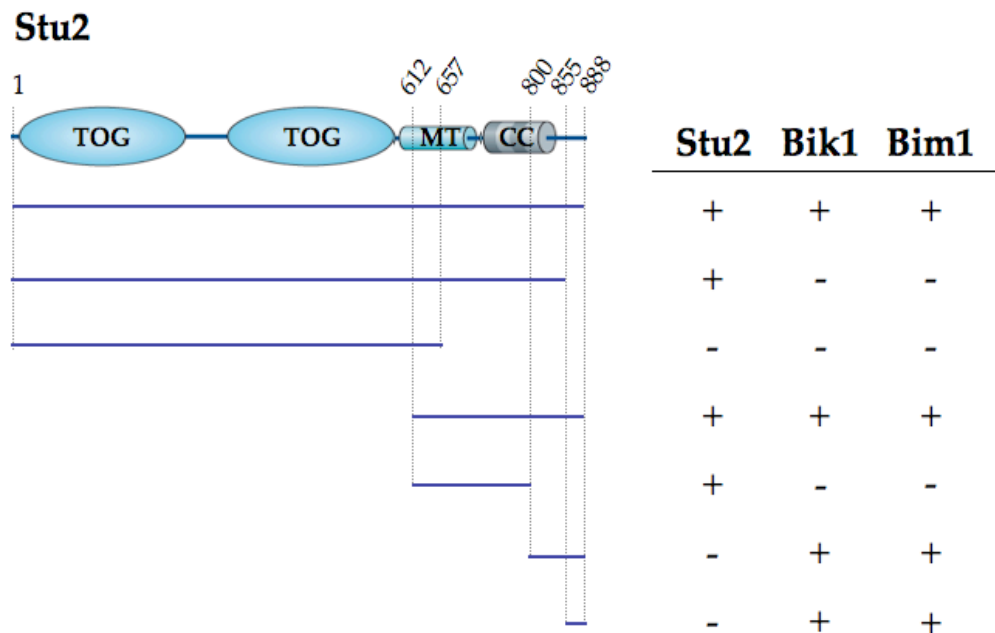 Stu2
1 612 657 800 855 888
TOG TOG MT CC
Stu2 Bik1 Bim1
+ + +
+ - -
- - -
+ + +
+ - -
- + +
- + +